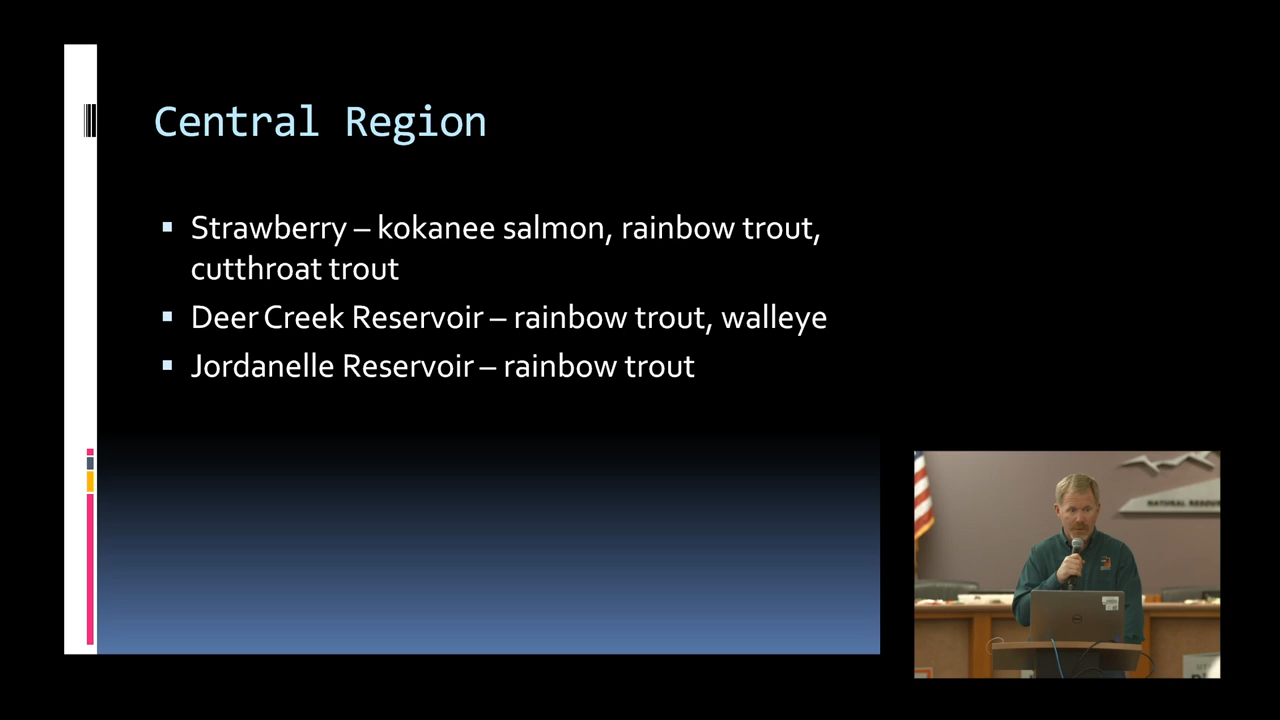 Central Region
Strawberry – kokanee salmon, rainbow trout,
cutthroat trout
Deer Creek Reservoir – rainbow trout, walleye
Jordanelle Reservoir – rainbow trout
NATURAL